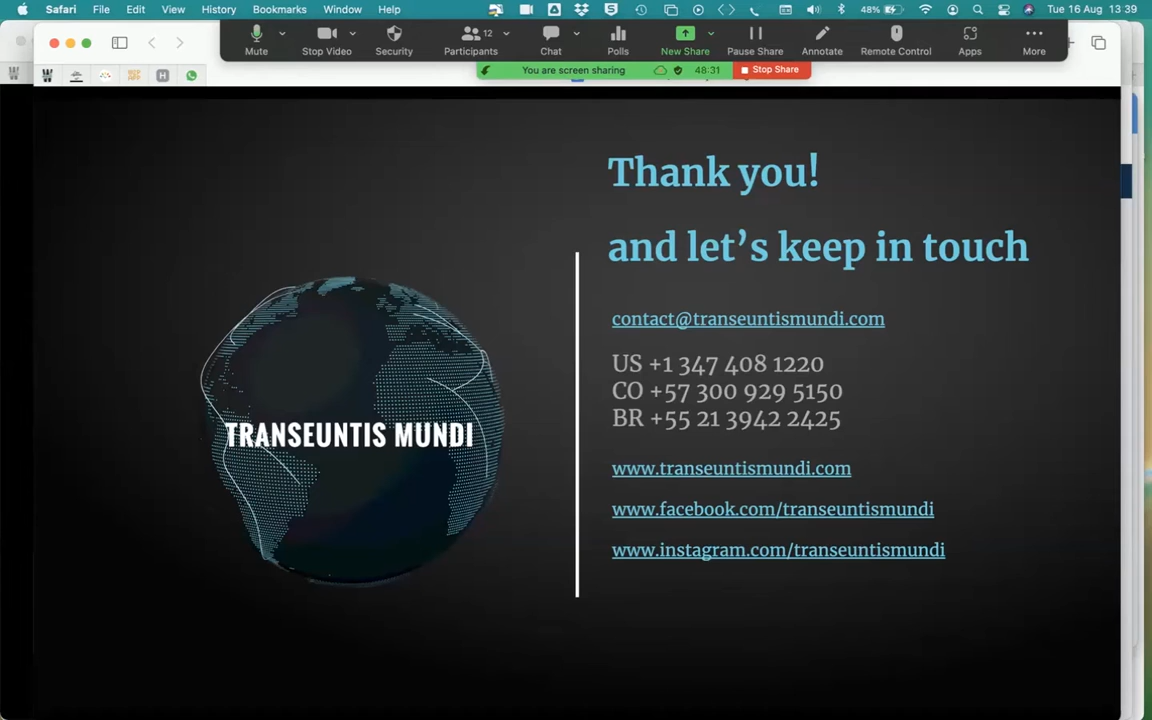 Safari File Edit View History Bookmarks Window Help 48% Tue 16 Aug 13 39
Mute Stop Video Security Participants 12 Chat Polls New Share Pause Share Annotate Remote Control Apps More
You are screen sharing 48:31 Stop Share
Thank you!
and let's keep in touch
contact@transeuntismundi.com
US +1 347 408 1220
CO +57 300 929 5150
BR +55 21 3942 2425
TRANSEUNTIS MUNDI
www.transeuntismundi.com
www.facebook.com/transeuntismundi
www.instagram.com/transeuntismundi